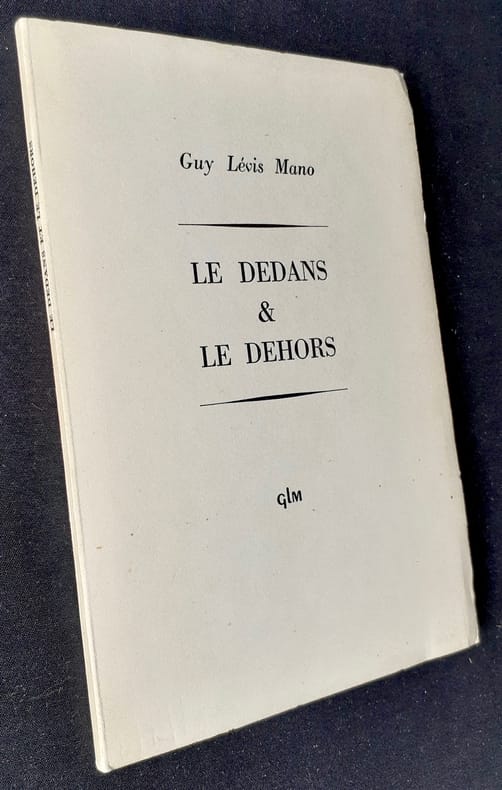 Guy Lévis Mano
LE DEDANS
&
LE DEHORS
GLM
LE DEDANS ET LE DEHORS